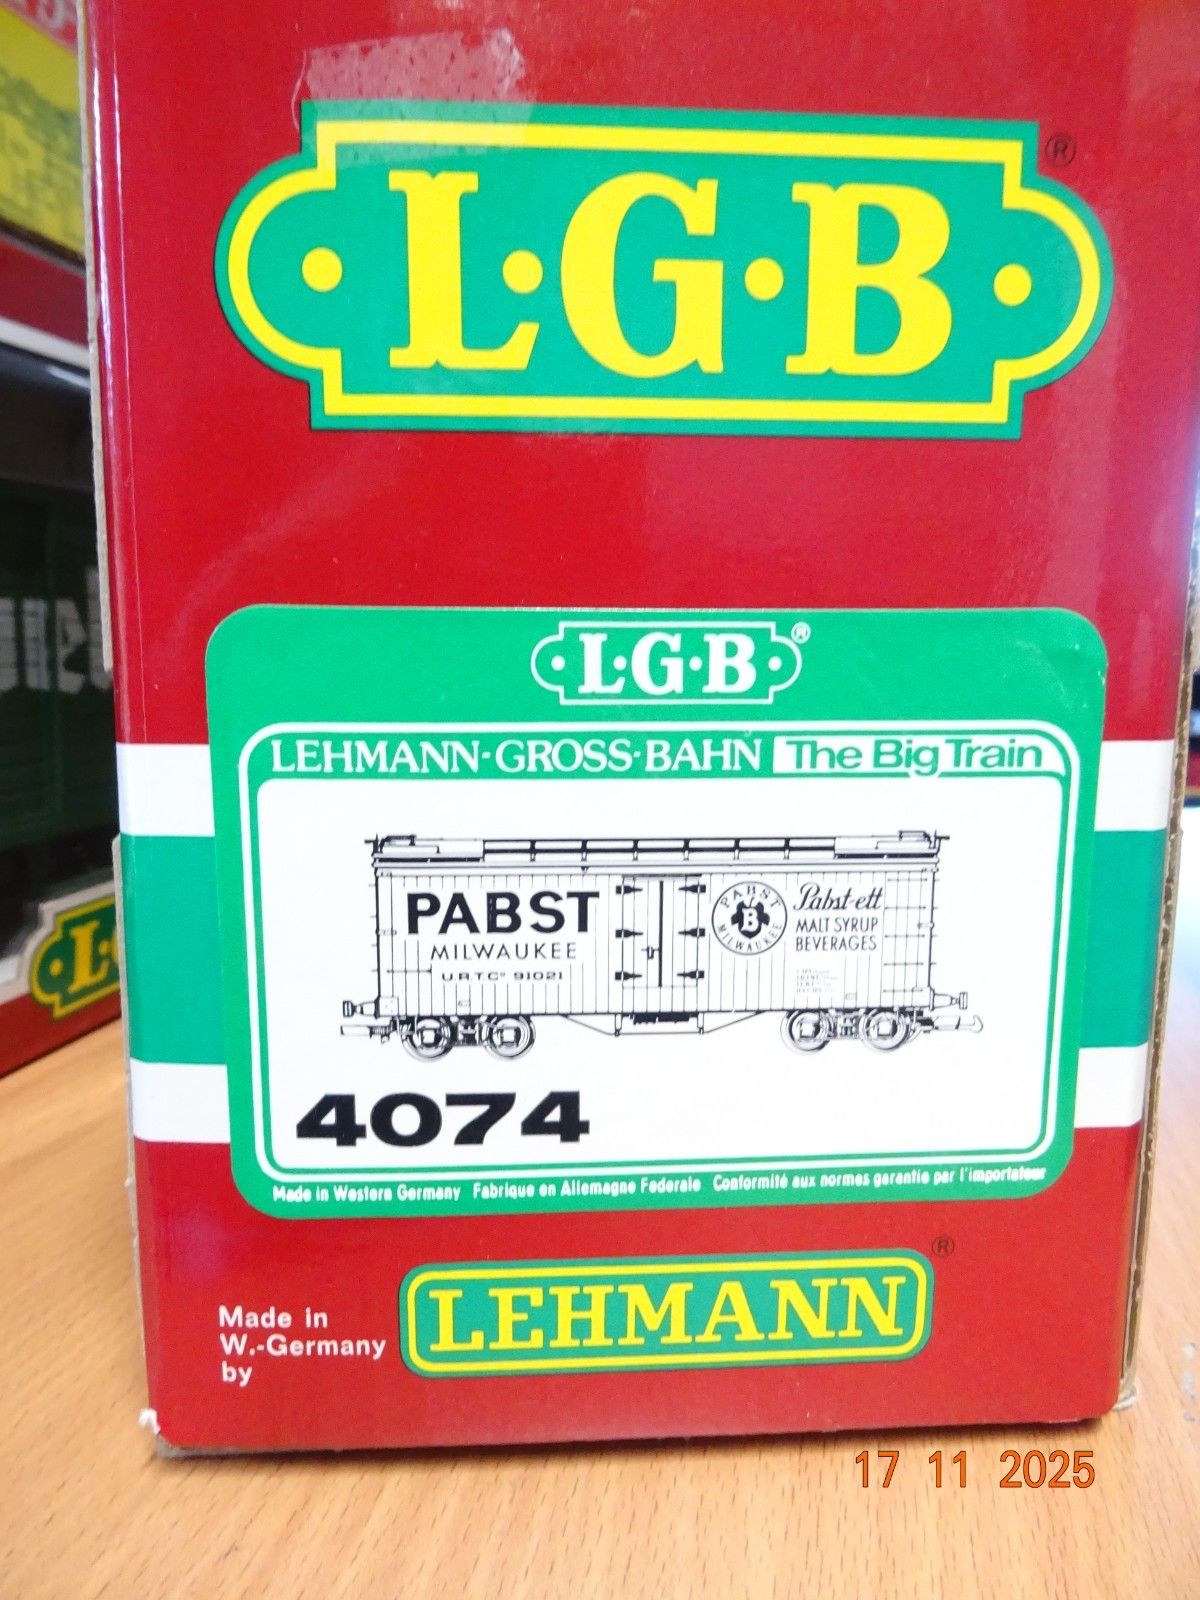 L·G·B
®
L·G·B ®
LEHMANN-GROSS-BAHN The Big Train
PABST
MILWAUKEE
U.R.T.Cº 91021
PABST
B
MILWAUKEE
Pabst-ett
MALT SYRUP
BEVERAGES
4074
Made in Western Germany Fabrique en Allemagne Federale Conformité aux normes garantie par l'importateur
Made in
W.-Germany
by
LEHMANN
®
17 11 2025